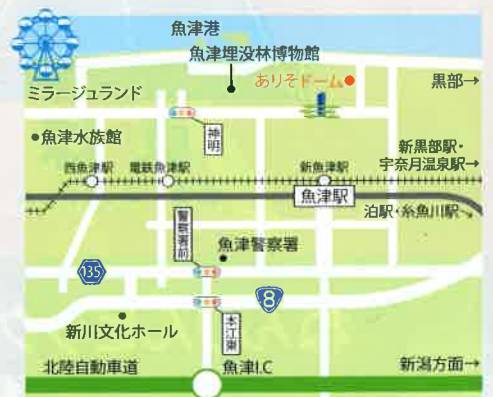 魚津港
魚津埋没林博物館
ありそドーム
黒部→
ミラージュランド
神明
魚津水族館
新黒部駅・
宇奈月温泉駅→
西魚津駅
電鉄魚津駅
新魚津駅
魚津駅
泊駅・糸魚川駅→
警察署前
魚津警察署
135
8
新川文化ホール
本江東
北陸自動車道
魚津I.C
新潟方面→